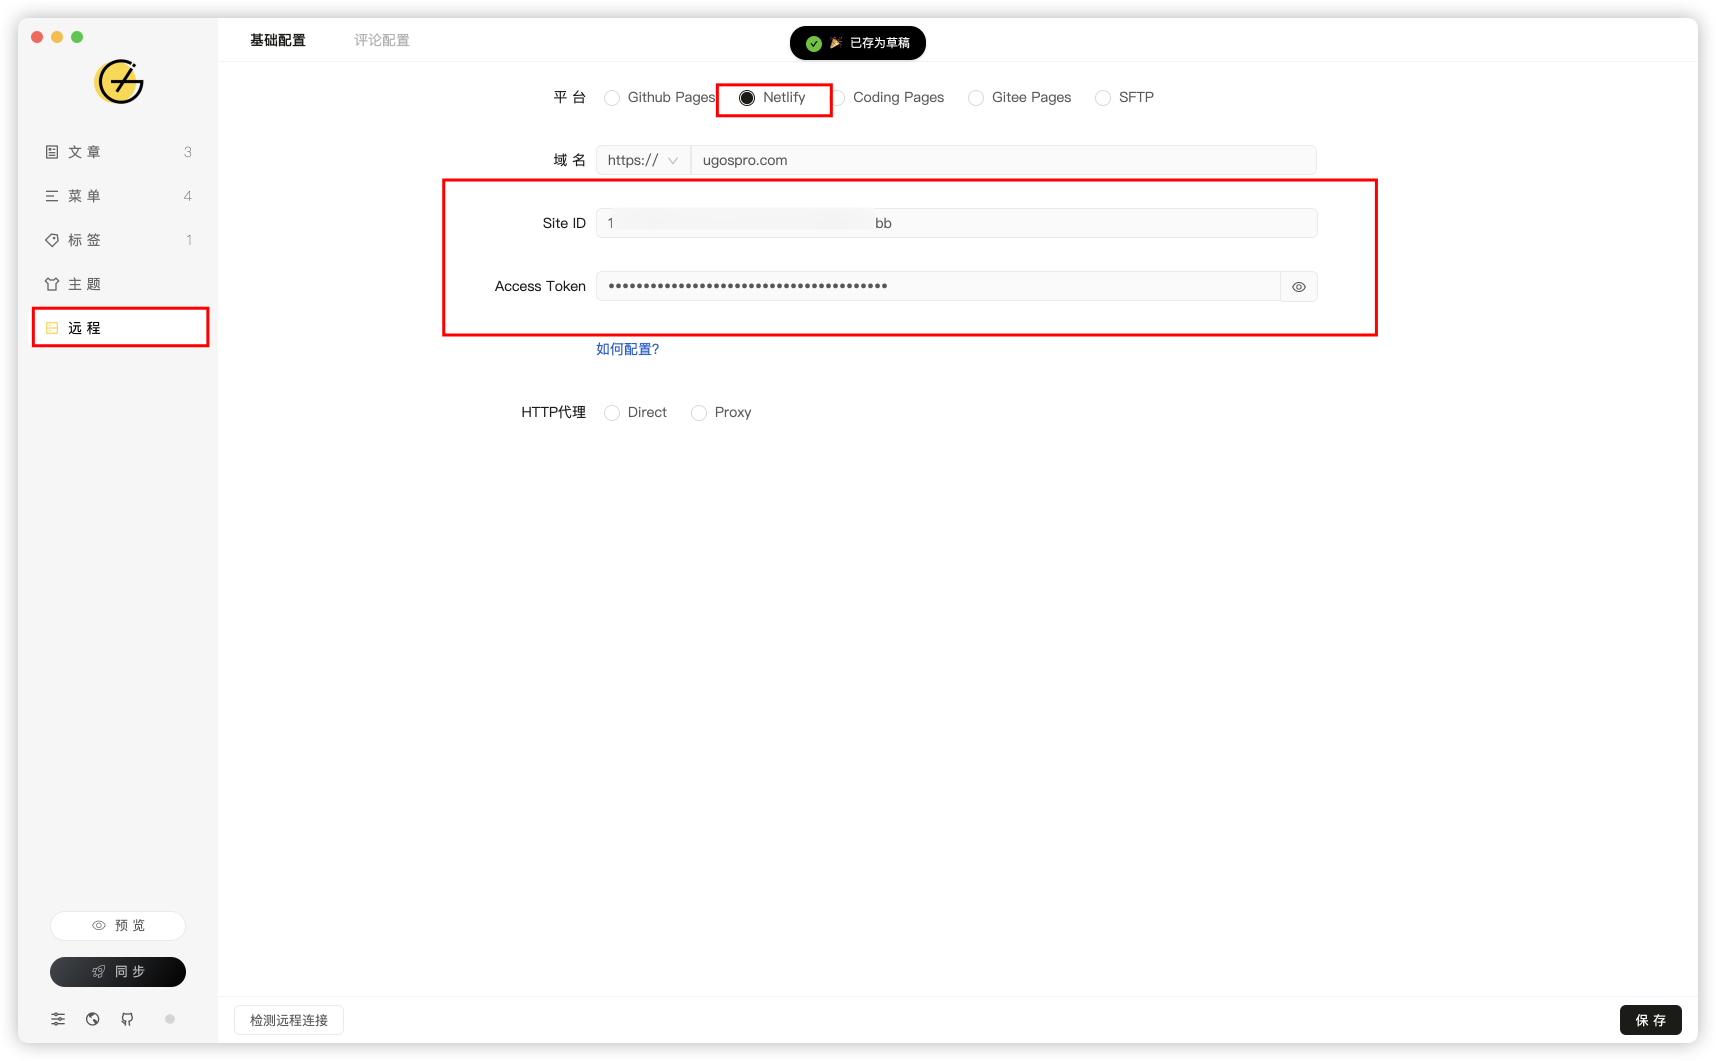 基础配置
评论配置
已存为草稿
文章 3
菜单 4
标签 1
主题
远程
预览
同步
平台 Github Pages Netlify Coding Pages Gitee Pages SFTP
域名 https:// ugospro.com
Site ID 1 bb
Access Token ••••••••••••••••••••••••••••••••••••••••
如何配置?
HTTP代理 Direct Proxy
检测远程连接
保存